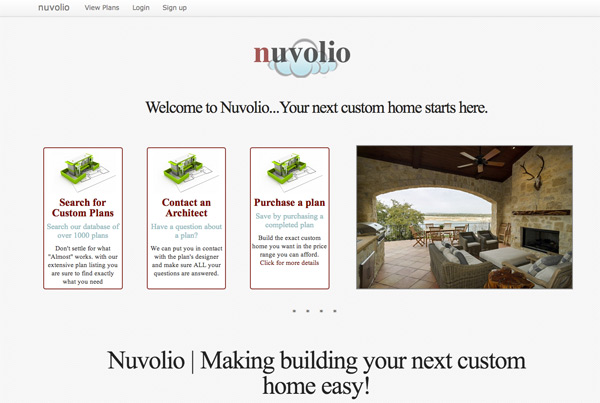 nuvolio View Plans Login Sign up
nuvolio
Welcome to Nuvolio...Your next custom home starts here.
Search for
Custom Plans
Search our database of
over 1000 plans
Don't settle for what
"Almost" works. with our
extensive plan listing you
are sure to find exactly
what you need
Contact an
Architect
Have a question about
a plan?
We can put you in contact
with the plan's designer
and make sure ALL your
questions are answered.
Purchase a plan
Save by purchasing a
completed plan
Build the exact custom
home you want in the price
range you can afford.
Click for more details
Nuvolio | Making building your next custom
home easy!